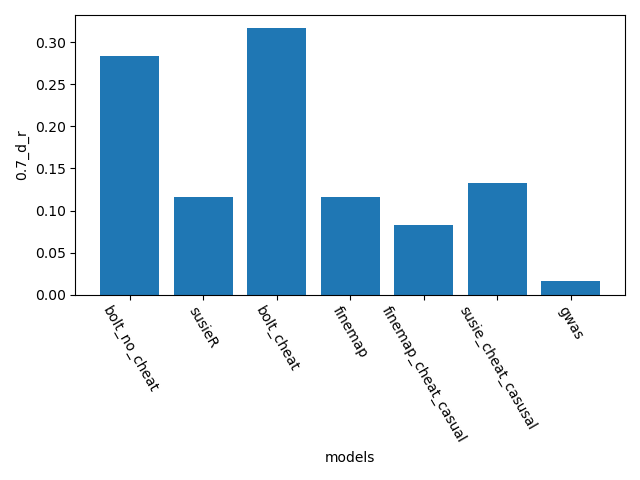 0.30
0.25
0.20
0.15
0.10
0.05
0.00
0.7_d_r
bolt_no_cheat
susieR
bolt_cheat
finemap
finemap_cheat_casual
susie_cheat_casusal
gwas
models